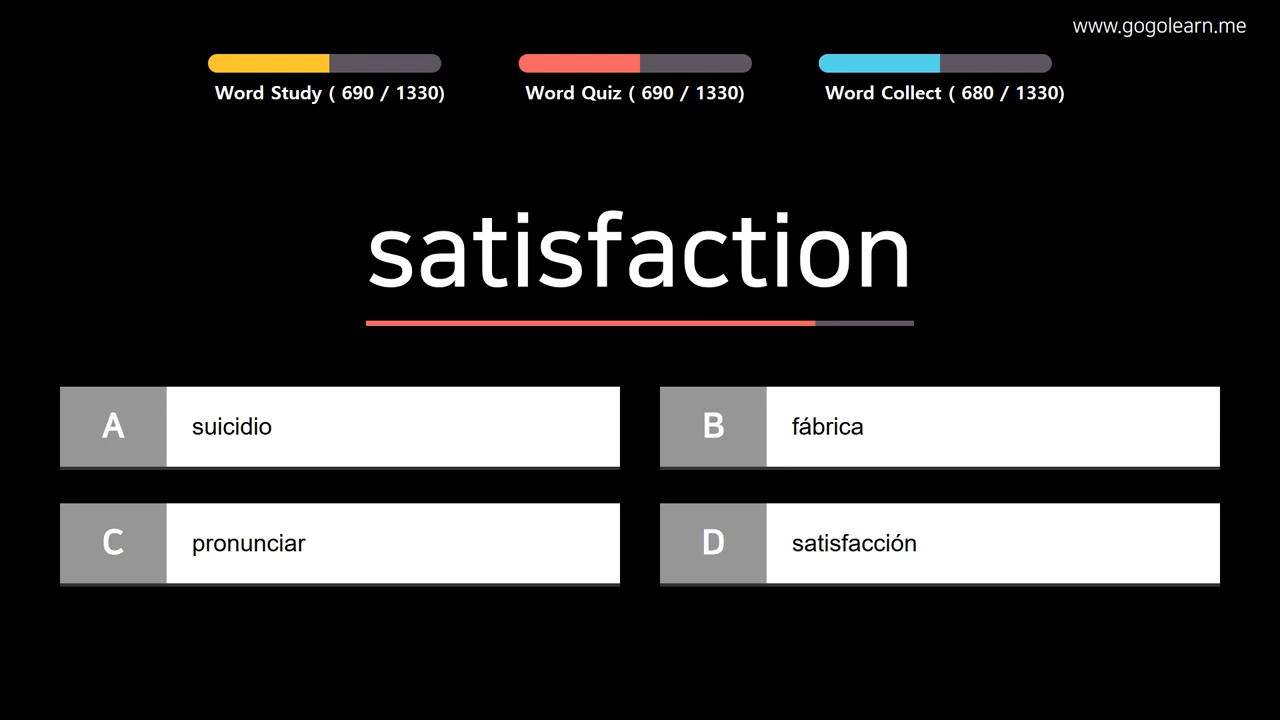 www.gogolearn.me
Word Study ( 690 / 1330)
Word Quiz ( 690 / 1330)
Word Collect ( 680 / 1330)
satisfaction
A suicidio
B fábrica
C pronunciar
D satisfacción